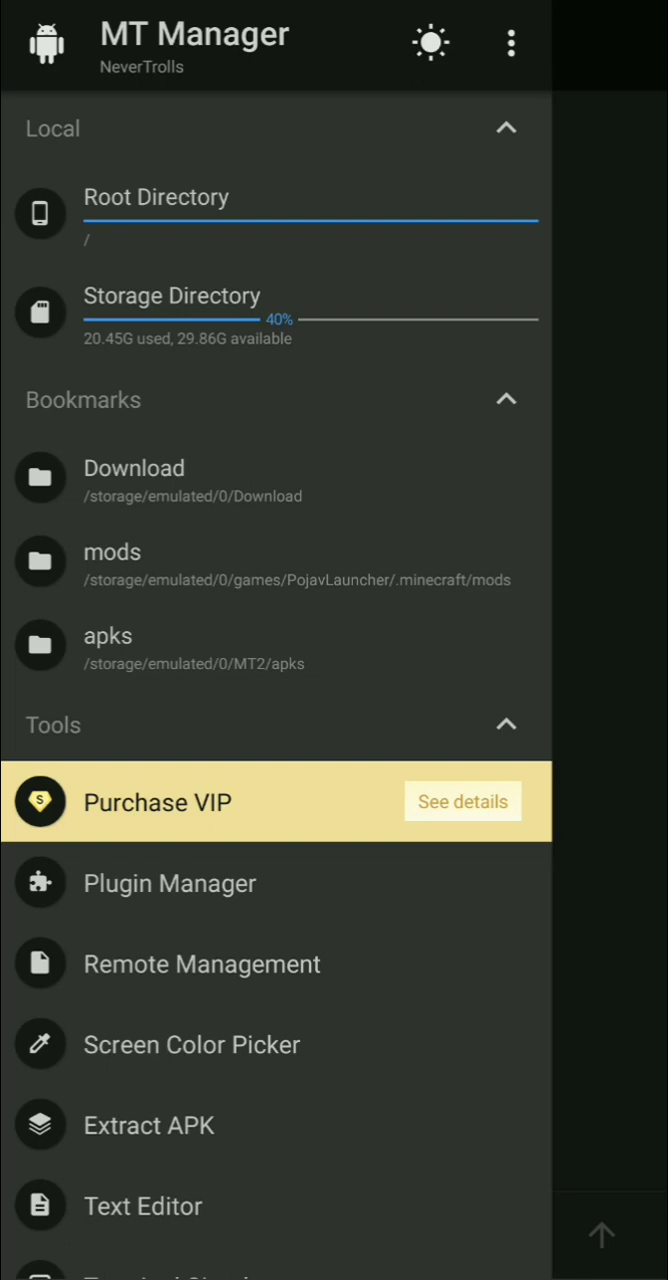 MT Manager
NeverTrolls
Local
Root Directory
/
Storage Directory
40%
20.45G used, 29.86G available
Bookmarks
Download
/storage/emulated/0/Download
mods
/storage/emulated/0/games/PojavLauncher/.minecraft/mods
apks
/storage/emulated/0/MT2/apks
Tools
S
Purchase VIP
See details
Plugin Manager
Remote Management
Screen Color Picker
Extract APK
Text Editor